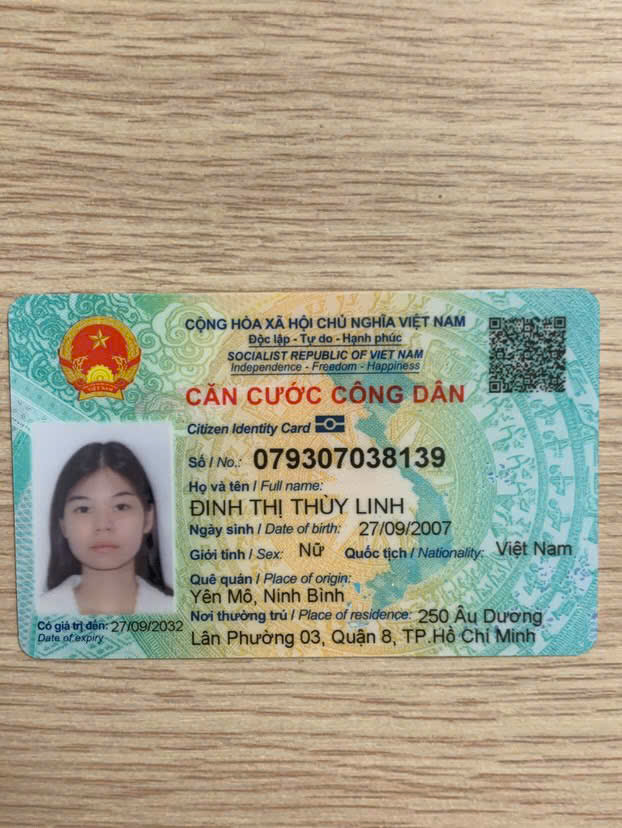 CỘNG HÒA XÃ HỘI CHỦ NGHĨA VIỆT NAM
Độc lập - Tự do - Hạnh phúc
SOCIALIST REPUBLIC OF VIET NAM
Independence - Freedom - Happiness
CĂN CƯỚC CÔNG DÂN
Citizen Identity Card
Số / No.: 079307038139
Họ và tên / Full name:
ĐINH THỊ THÙY LINH
Ngày sinh / Date of birth: 27/09/2007
Giới tính / Sex: Nữ Quốc tịch / Nationality: Việt Nam
Quê quán / Place of origin:
Yên Mô, Ninh Bình
Nơi thường trú / Place of residence: 250 Âu Dương
Lân Phường 03, Quận 8, TP.Hồ Chí Minh
Có giá trị đến: 27/09/2032
Date of expiry